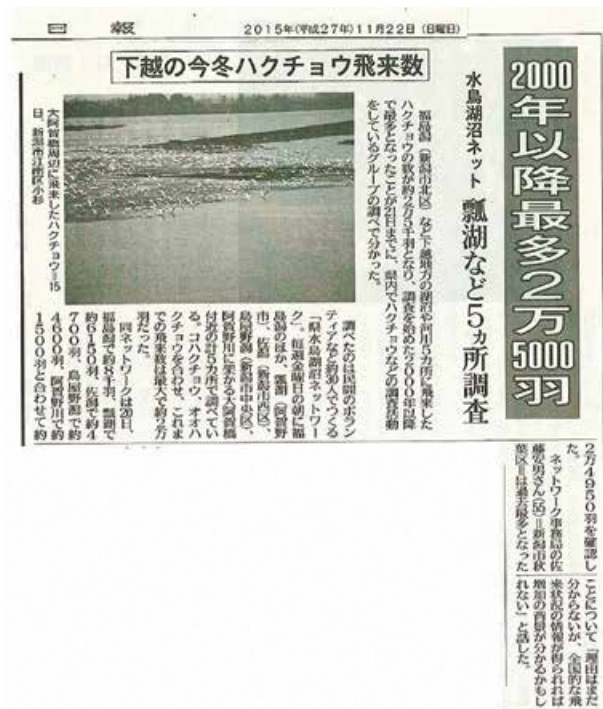 日報
2015年(平成27年)11月22日(日曜日)
2000年以降最多2万5000羽
水鳥湖沼ネット 瓢湖など5ヵ所調査
下越の今冬ハクチョウ飛来数
大阿賀橋周辺に飛来したハクチョウ=15
日、新潟市江南区小杉
福島潟(新潟市北区)など下越地方の湖沼や河川5カ所に飛来した
ハクチョウの数が約2万5千羽となり、調査を始めた2000年以降
で最多となったことが21日までに、県内でハクチョウなどの調査活動
をしているグループの調べで分かった。
調べたのは民間のボラン
ティアなど約30人でつくる
「県水鳥湖沼ネットワー
ク」。毎週金曜日の朝に福
島潟のほか、瓢湖(阿賀野
市)、佐潟(新潟市西区)、
鳥屋野潟(新潟市中央区)、
阿賀野川に架かる大阿賀橋
付近の計5カ所で調べてい
る。コハクチョウ、オオハ
クチョウを合わせ、これま
での飛来数は最大で約2万
羽だった。
同ネットワークは20日、
福島潟で約8千羽、瓢湖で
約6150羽、佐潟で約4
700羽、鳥屋野潟で約
4600羽、阿賀野川で約
1500羽と合わせて約
2万4950羽を確認し
た。
ネットワーク事務局の佐
藤安男さん(55)=新潟市秋
葉区=は過去最多となった
ことについて「理由はまだ
分からないが、全国的な飛
来状況の情報が得られれば
増加の背景が分かるかもし
れない」と話した。